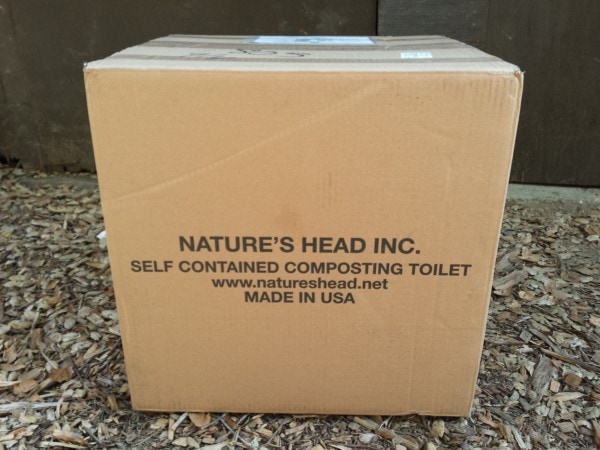 NATURE'S HEAD INC.
SELF CONTAINED COMPOSTING TOILET
www.natureshead.net
MADE IN USA